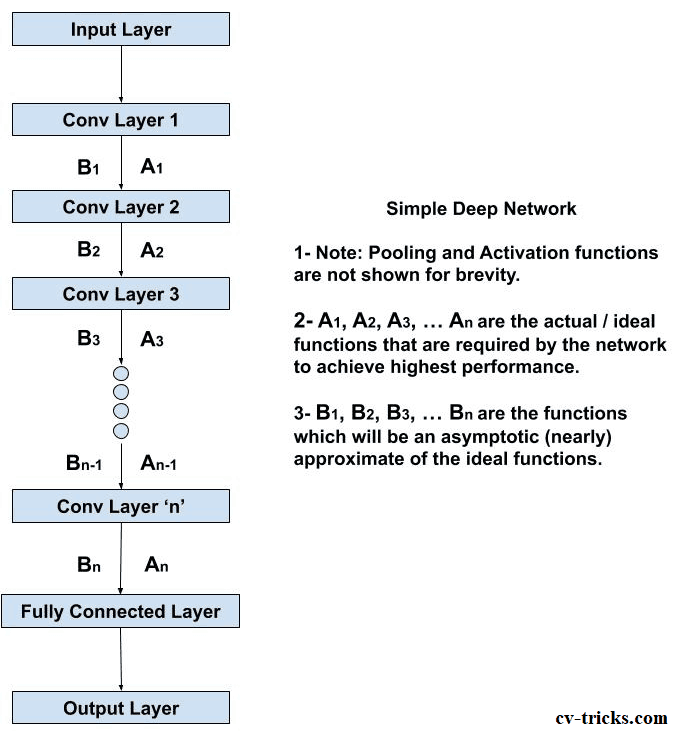 Input Layer
Conv Layer 1
B1 A1
Conv Layer 2
B2 A2
Conv Layer 3
B3 A3
Bn-1 An-1
Conv Layer ‘n’
Bn An
Fully Connected Layer
Output Layer
Simple Deep Network
1- Note: Pooling and Activation functions
are not shown for brevity.
2- A1, A2, A3, … An are the actual / ideal
functions that are required by the network
to achieve highest performance.
3- B1, B2, B3, … Bn are the functions
which will be an asymptotic (nearly)
approximate of the ideal functions.
cv-tricks.com